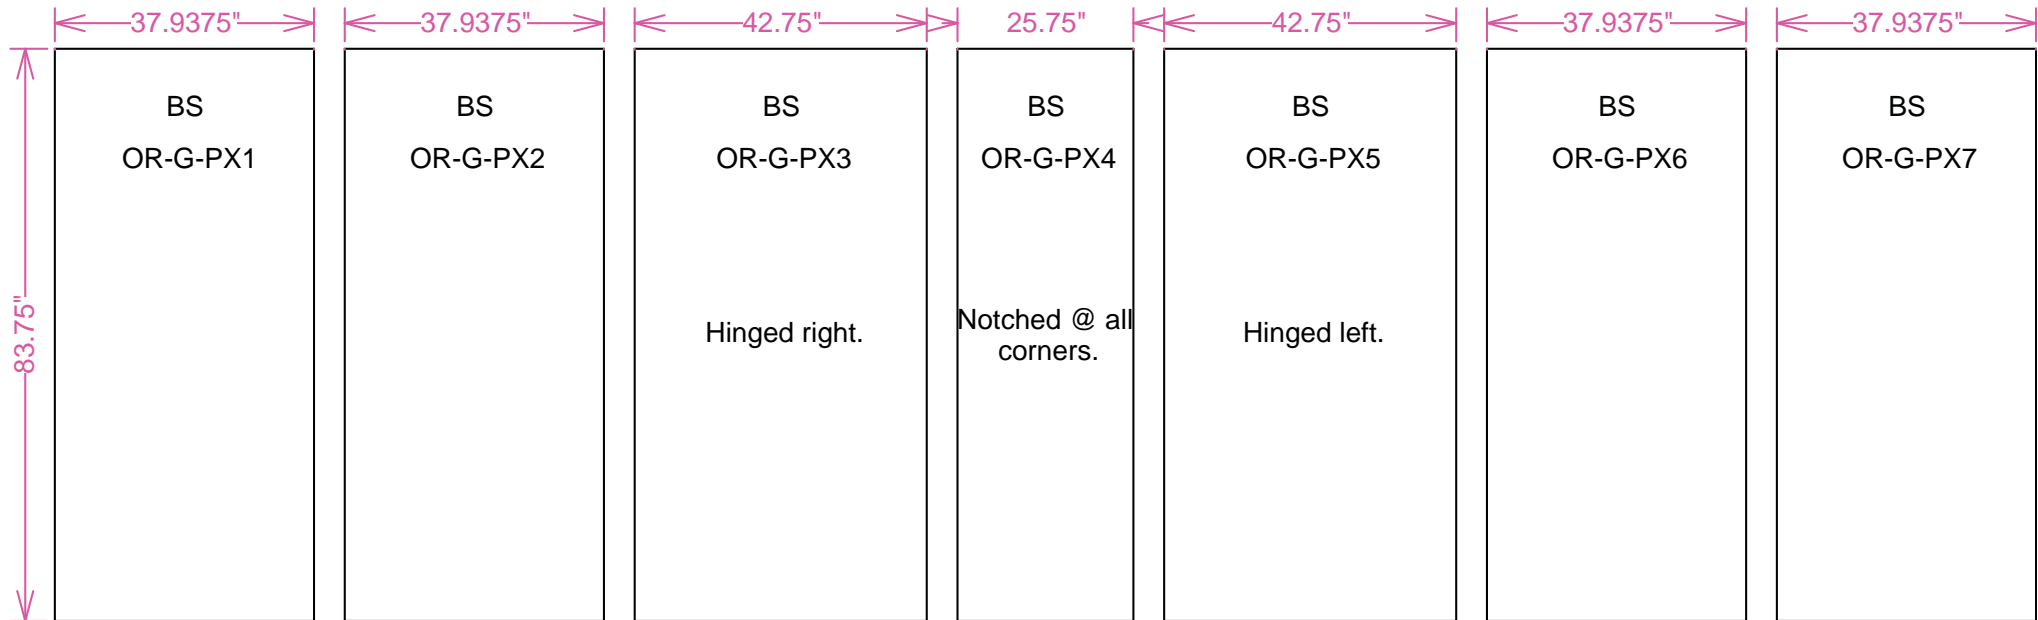 37.9375" 37.9375" 42.75" 25.75" 42.75" 37.9375" 37.9375"
BS BS BS BS BS BS BS
OR-G-PX1 OR-G-PX2 OR-G-PX3 OR-G-PX4 OR-G-PX5 OR-G-PX6 OR-G-PX7
83.75"
Hinged right.
Notched @ all
corners.
Hinged left.